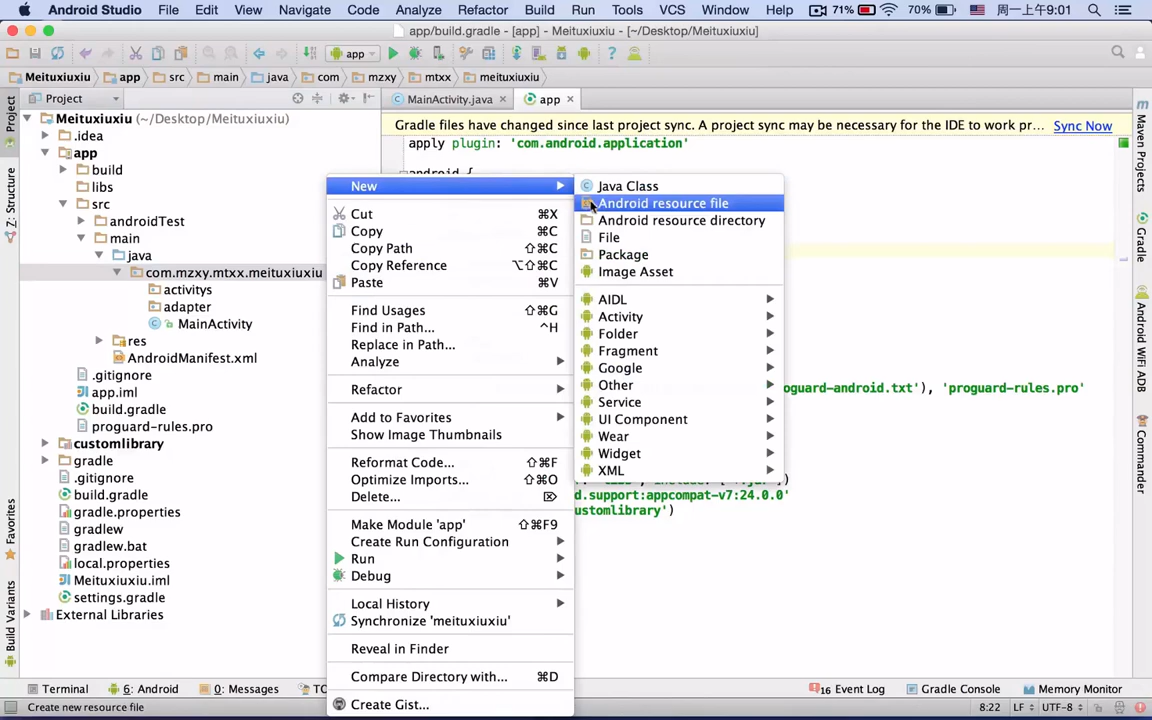 Android Studio File Edit View Navigate Code Analyze Refactor Build Run Tools VCS Window Help 71% 70% 周一上午9:01
app/build.gradle - [app] - Meituxiuxiu - [~/Desktop/Meituxiuxiu]
app
Meituxiuxiu app src main java com mzxy mtxx meituxiuxiu
Project
MainActivity.java
app
Gradle files have changed since last project sync. A project sync may be necessary for the IDE to work pr... Sync Now
apply plugin: 'com.android.application'
android {
Meituxiuxiu (~/Desktop/Meituxiuxiu)
.idea
app
build
libs
src
androidTest
main
java
com.mzxy.mtxx.meituxiuxiu
activitys
adapter
MainActivity
res
AndroidManifest.xml
.gitignore
app.iml
build.gradle
proguard-rules.pro
customlibrary
gradle
.gitignore
build.gradle
gradle.properties
gradlew
gradlew.bat
local.properties
Meituxiuxiu.iml
settings.gradle
External Libraries
New
Cut ⌘X
Copy ⌘C
Copy Path ⇧⌘C
Copy Reference ⌥⇧⌘C
Paste ⌘V
Find Usages ⇧⌘G
Find in Path... ^H
Replace in Path...
Analyze
Refactor
Add to Favorites
Show Image Thumbnails
Reformat Code... ⇧⌘F
Optimize Imports... ⇧⌘O
Delete... ⌦
Make Module 'app' ⇧⌘F9
Create Run Configuration
Run
Debug
Local History
Synchronize 'meituxiuxiu'
Reveal in Finder
Compare Directory with... ⌘D
Create Gist...
Java Class
Android resource file
Android resource directory
File
Package
Image Asset
AIDL
Activity
Folder
Fragment
Google
Other
Service
UI Component
Wear
Widget
XML
oguard-android.txt'), 'proguard-rules.pro'
d.support:appcompat-v7:24.0.0'
ustomlibrary')
Project
Z: Structure
Favorites
Build Variants
Maven Projects
Gradle
Android WiFi ADB
Commander
Terminal 6: Android 0: Messages TO 16 Event Log Gradle Console Memory Monitor
Create new resource file 8:22 LF UTF-8